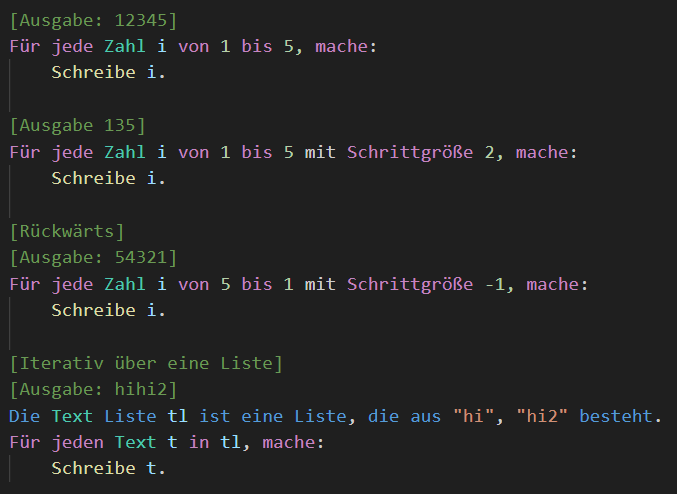 [Ausgabe: 12345]
Für jede Zahl i von 1 bis 5, mache:
Schreibe i.
[Ausgabe 135]
Für jede Zahl i von 1 bis 5 mit Schrittgröße 2, mache:
Schreibe i.
[Rückwärts]
[Ausgabe: 54321]
Für jede Zahl i von 5 bis 1 mit Schrittgröße -1, mache:
Schreibe i.
[Iterativ über eine Liste]
[Ausgabe: hihi2]
Die Text Liste tl ist eine Liste, die aus "hi", "hi2" besteht.
Für jeden Text t in tl, mache:
Schreibe t.